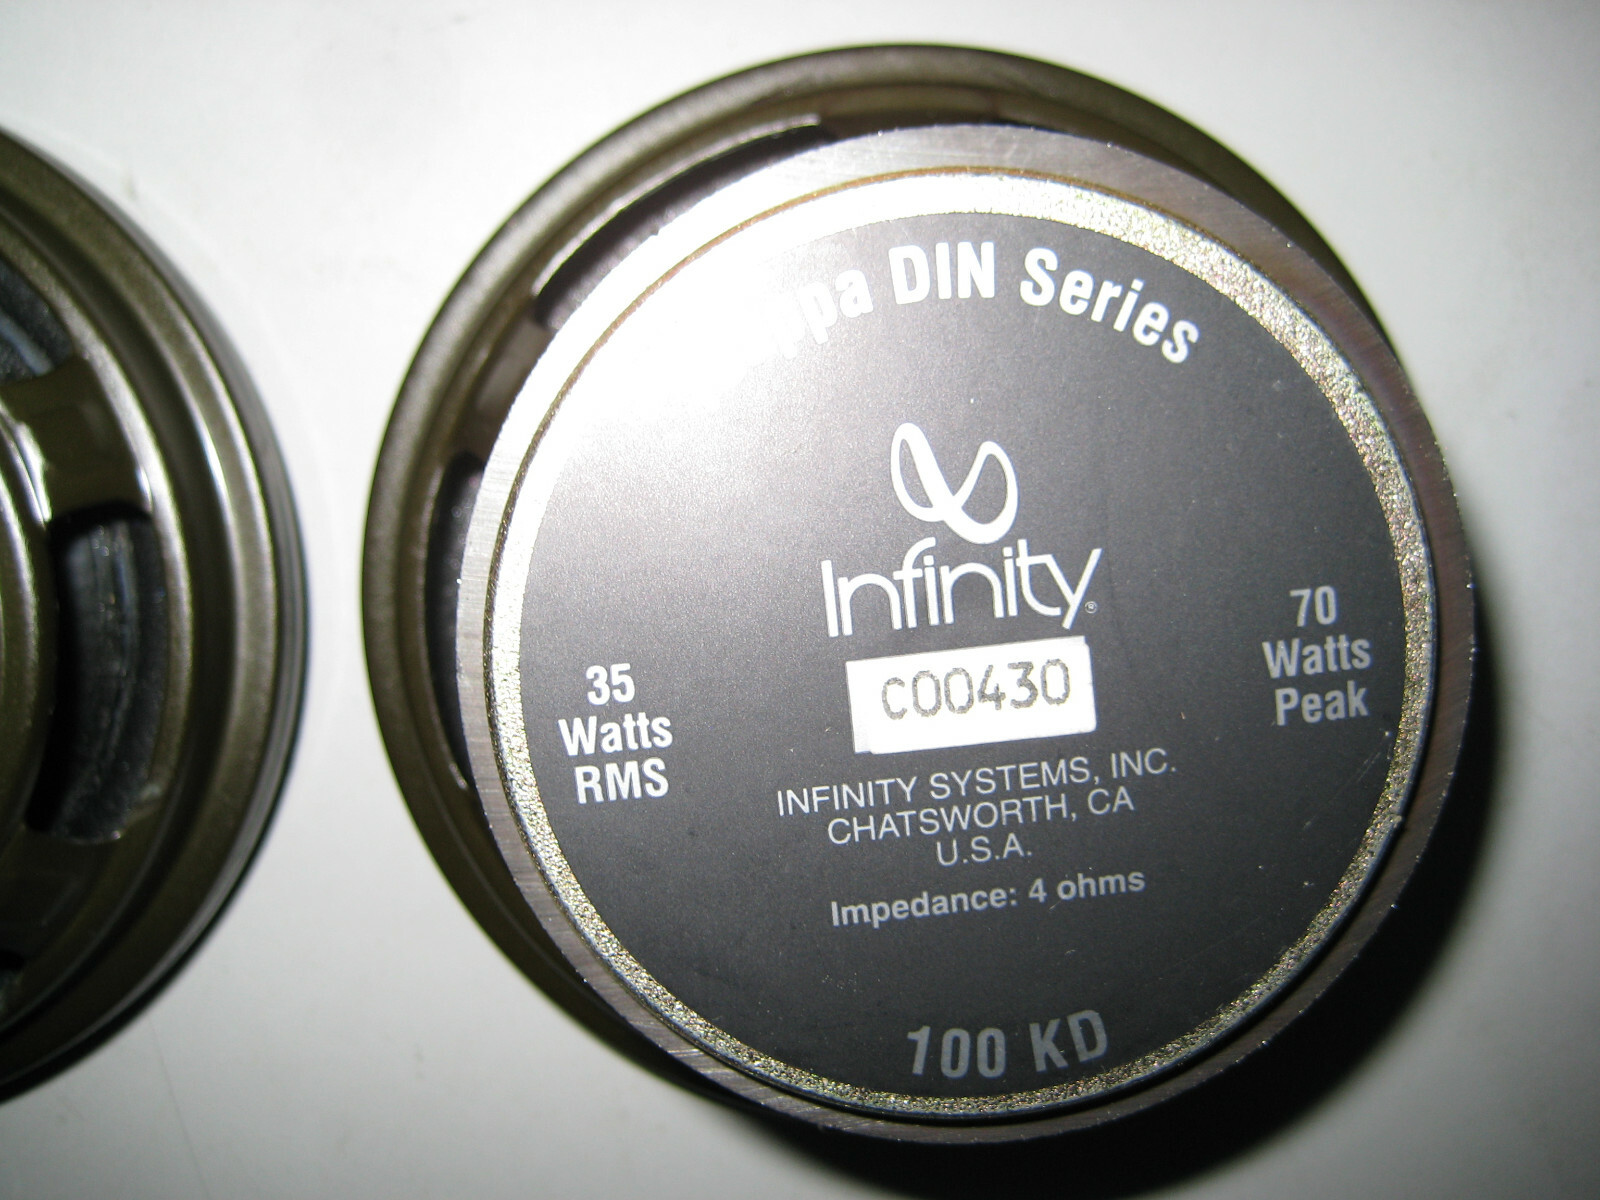 DIN Series
Infinity
C00430
35
Watts
RMS
70
Watts
Peak
INFINITY SYSTEMS, INC.
CHATSWORTH, CA
U.S.A.
Impedance: 4 ohms
100 KD